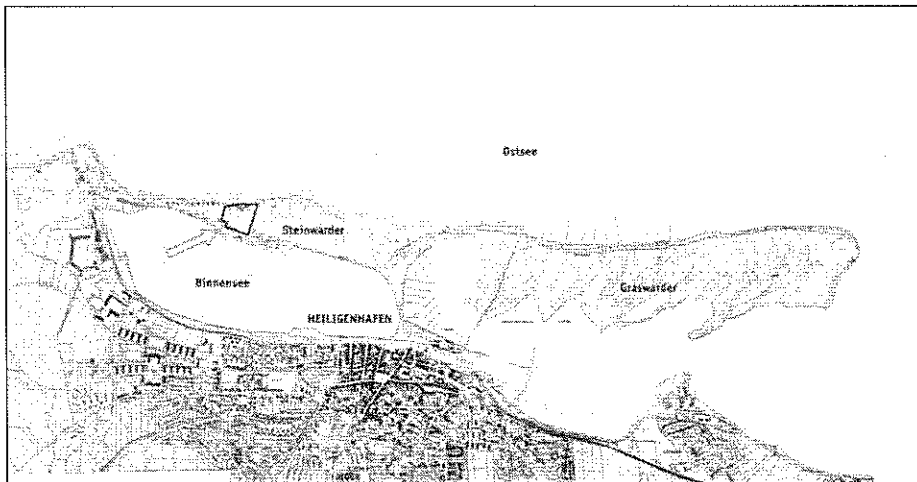 Ostsee
Steinwarder
Binnensee
Graswarder
HEILIGENHAFEN